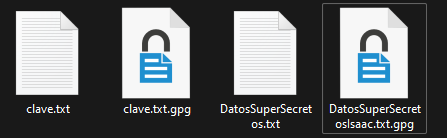 clave.txt
clave.txt.gpg
DatosSuperSecret
os.txt
DatosSuperSecret
osIsaac.txt.gpg